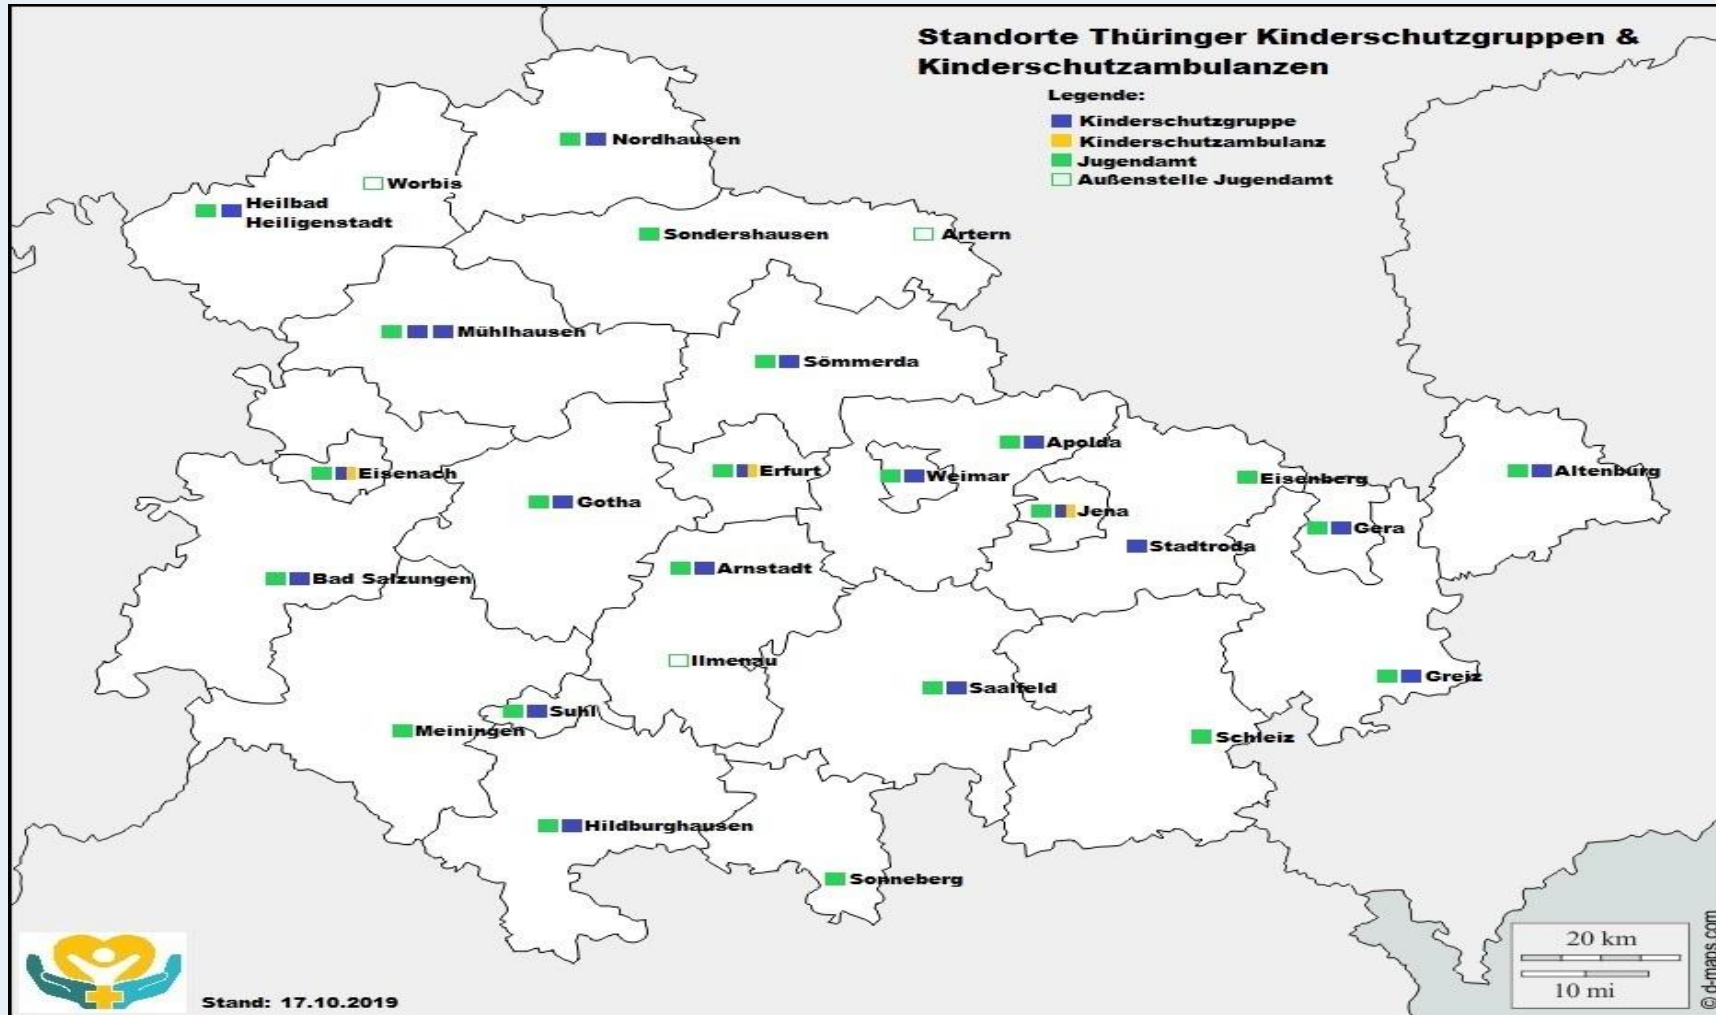 Standorte Thüringer Kinderschutzgruppen &
Kinderschutzambulanzen
Legende:
Kinderschutzgruppe
Kinderschutzambulanz
Jugendamt
Außenstelle Jugendamt
Nordhausen
Worbis
Heilbad
Heiligenstadt
Sondershausen
Artern
Mühlhausen
Sömmerda
Apolda
Eisenach
Erfurt
Weimar
Eisenberg
Altenburg
Gotha
Jena
Gera
Stadtroda
Arnstadt
Bad Salzungen
Ilmenau
Greiz
Saalfeld
Suhl
Meiningen
Schleiz
Hildburghausen
Sonneberg
20 km
10 mi
© d-maps.com
Stand: 17.10.2019